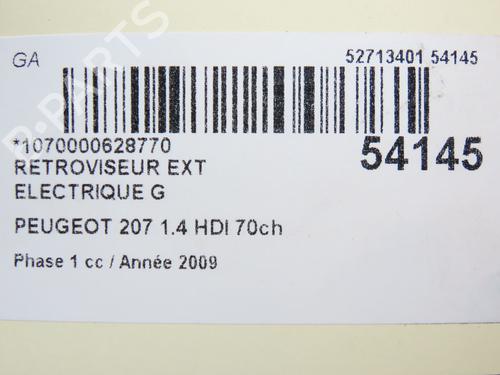 GA
52713401 54145
*1070000628770
54145
RETROVISEUR EXT
ELECTRIQUE G
PEUGEOT 207 1.4 HDI 70ch
Phase 1 cc / Année 2009
B-PARTS